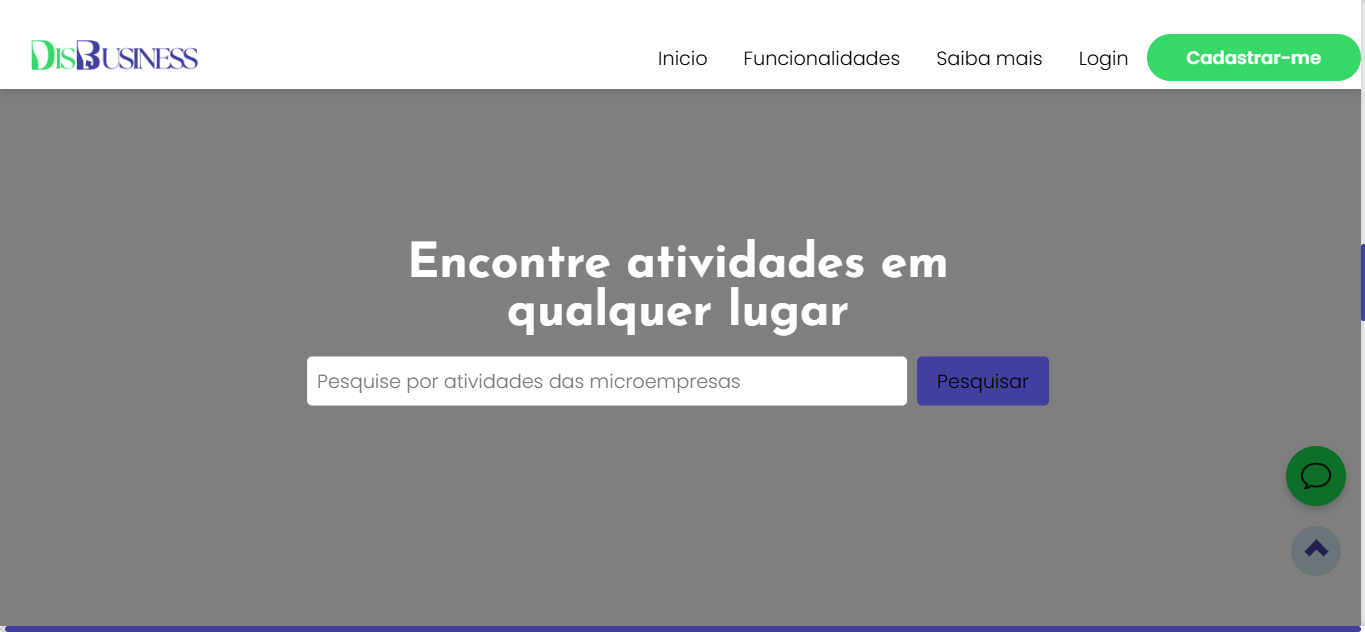 DisBusiness
Inicio Funcionalidades Saiba mais Login Cadastrar-me
Encontre atividades em
qualquer lugar
Pesquise por atividades das microempresas Pesquisar